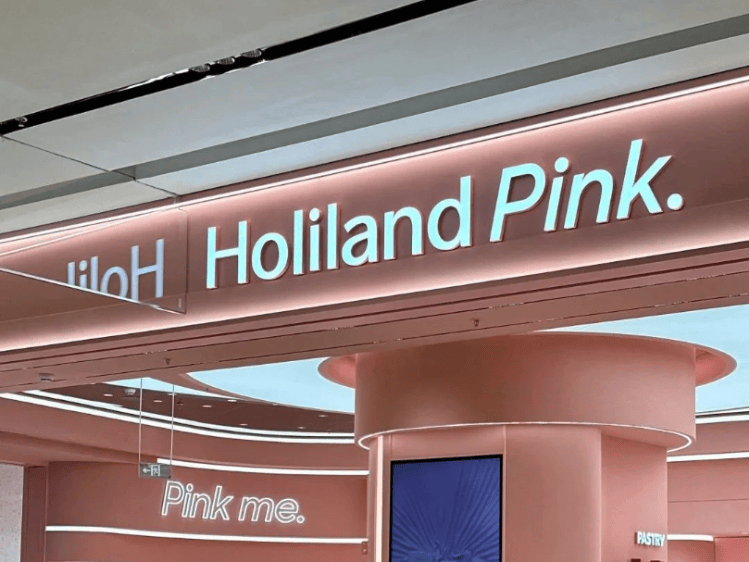 Holiland Pink.
Pink me.
PASTRY